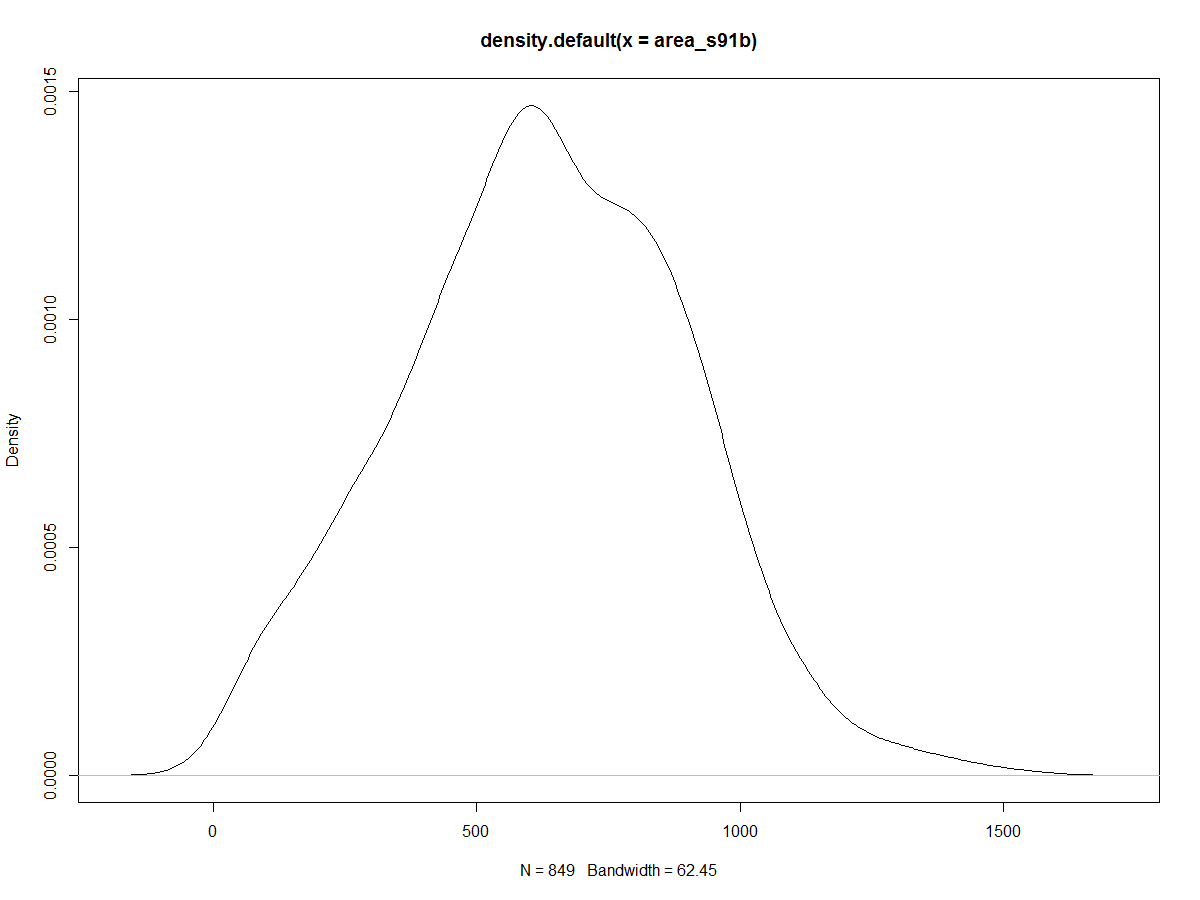 density.default(x = area_s91b)
0.0015
0.0010
0.0005
0.0000
Density
0 500 1000 1500
N = 849 Bandwidth = 62.45